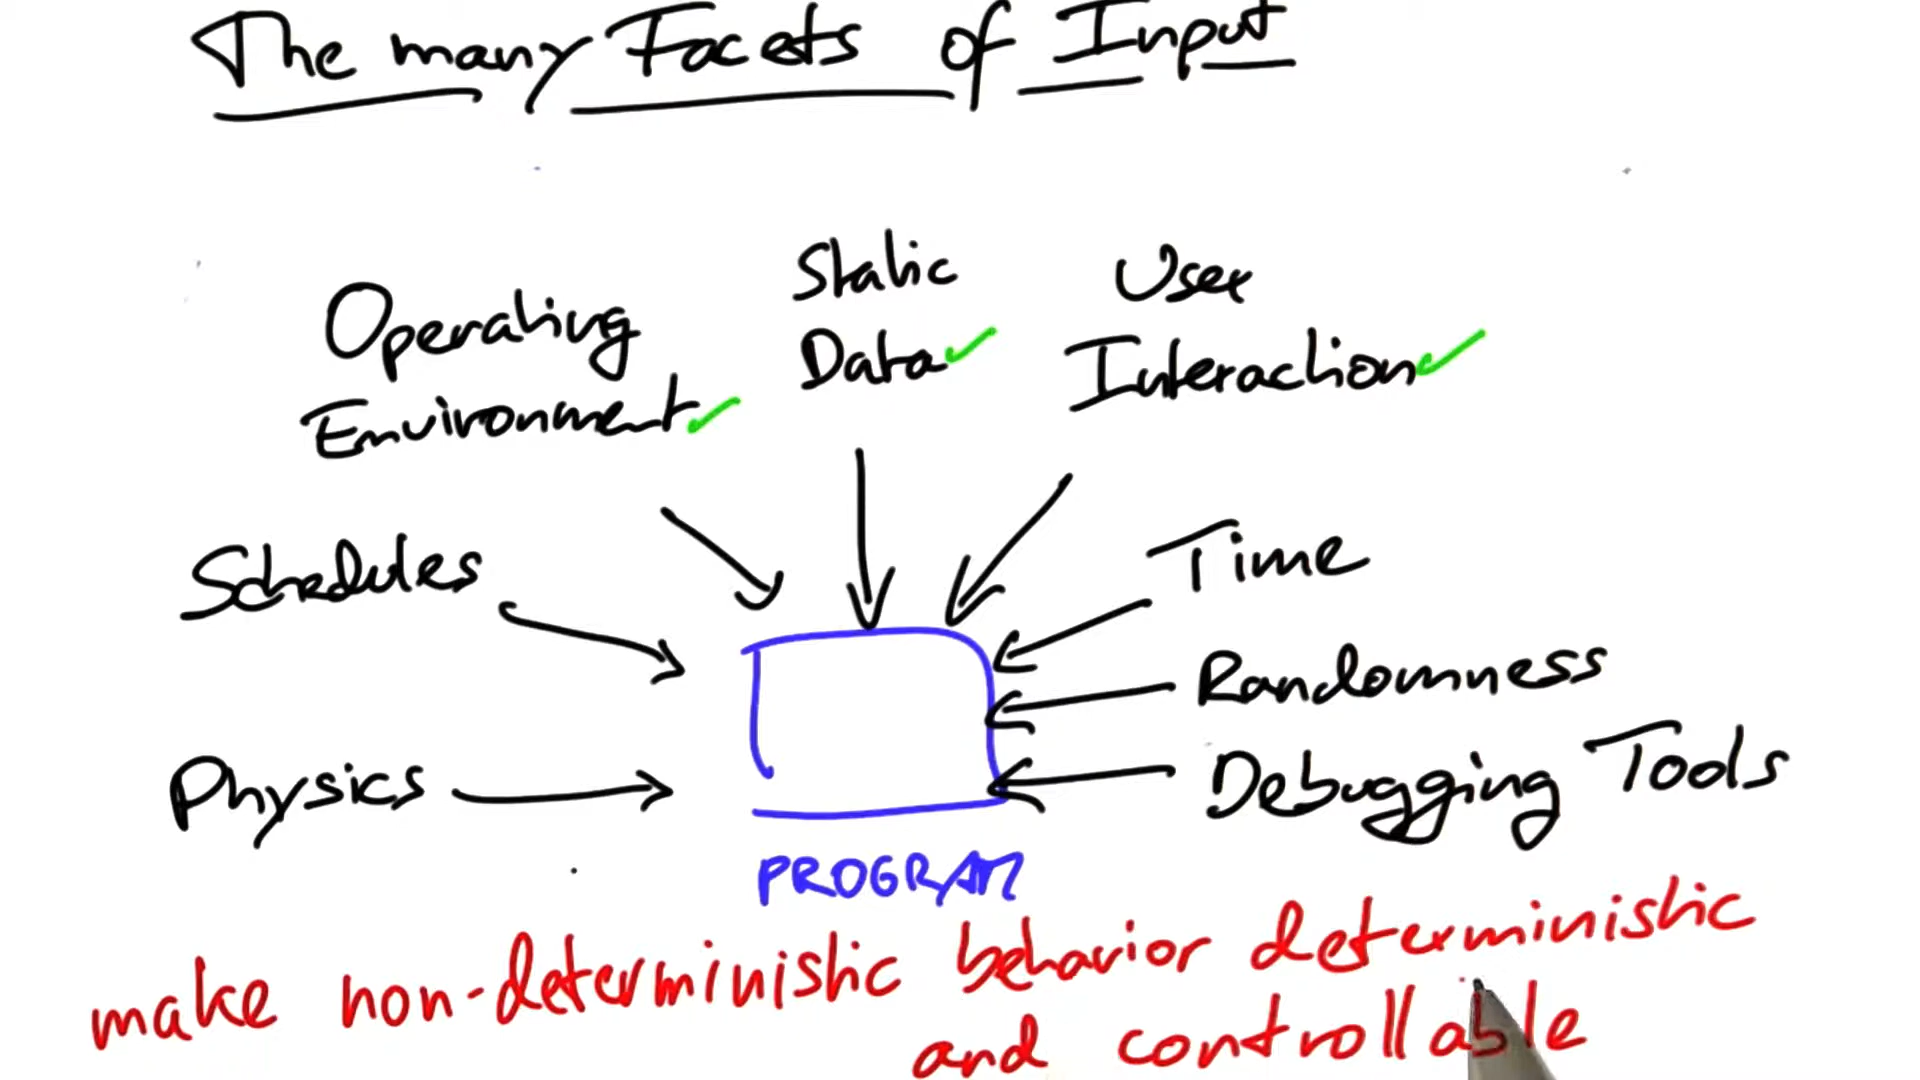 The many Facets of Input
Static
Data
User
Interaction
Operating
Environment
Schedules
Time
Randomness
Physics
Debugging Tools
PROGRAM
make non-deterministic behavior deterministic
and controllable